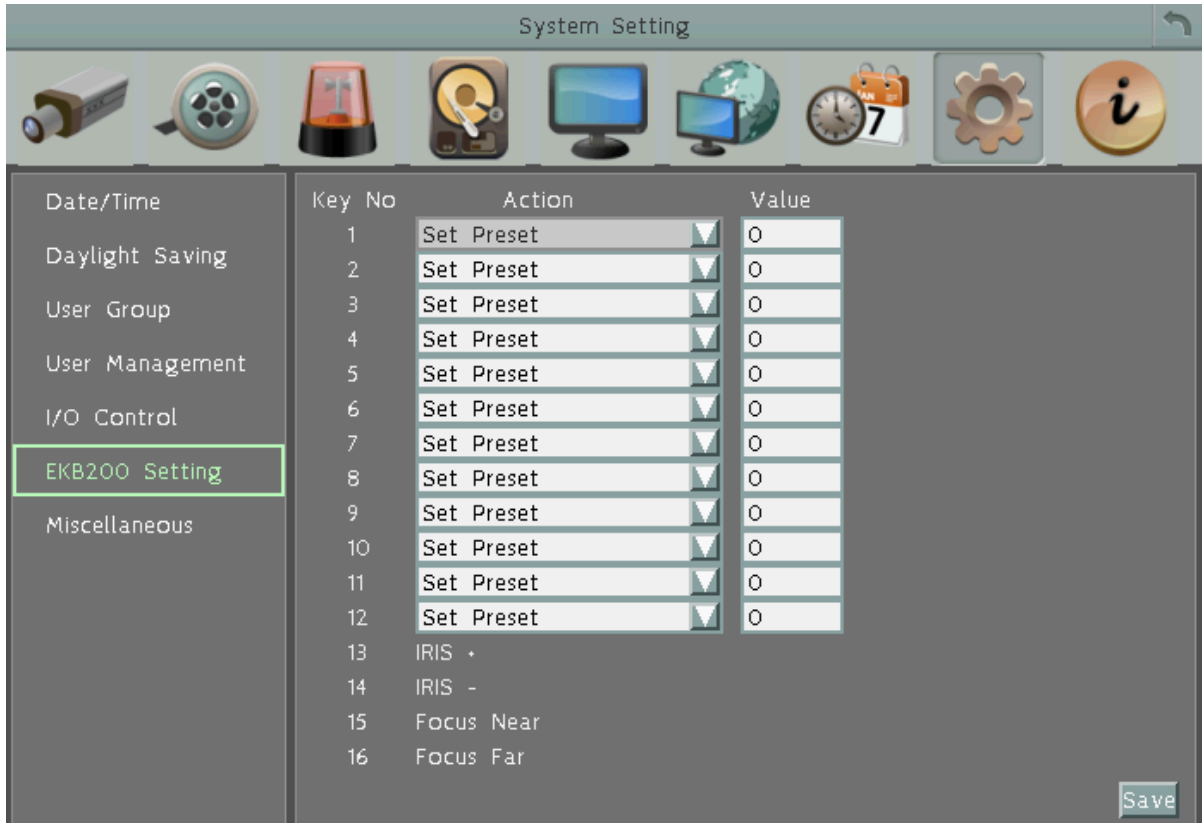 System Setting
JAN
7
i
Date/Time
Daylight Saving
User Group
User Management
I/O Control
EKB200 Setting
Miscellaneous
Key No Action Value
1 Set Preset 0
2 Set Preset 0
3 Set Preset 0
4 Set Preset 0
5 Set Preset 0
6 Set Preset 0
7 Set Preset 0
8 Set Preset 0
9 Set Preset 0
10 Set Preset 0
11 Set Preset 0
12 Set Preset 0
13 IRIS +
14 IRIS -
15 Focus Near
16 Focus Far
Save